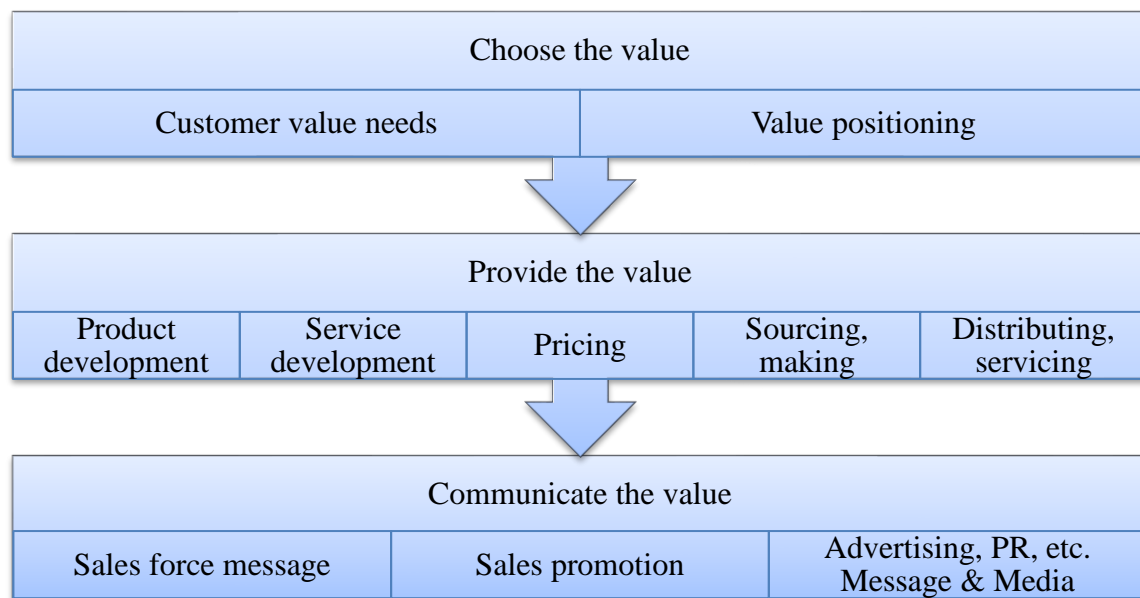 Choose the value
Customer value needs
Value positioning
Provide the value
Product
development
Service
development
Pricing
Sourcing,
making
Distributing,
servicing
Communicate the value
Sales force message
Sales promotion
Advertising, PR, etc.
Message & Media